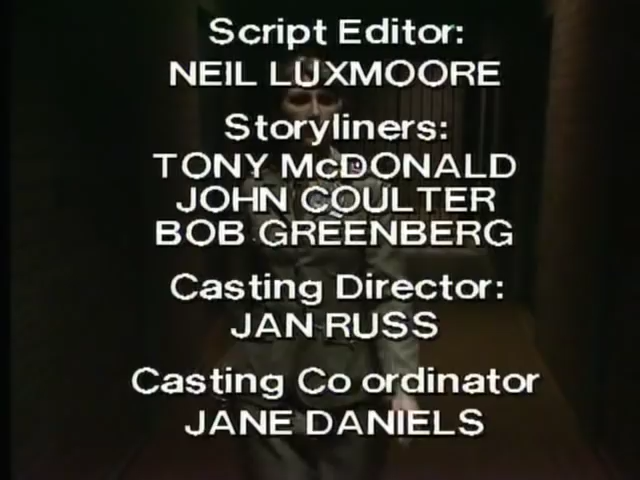 Script Editor:
NEIL LUXMOORE
Storyliners:
TONY McDONALD
JOHN COULTER
BOB GREENBERG
Casting Director:
JAN RUSS
Casting Co ordinator
JANE DANIELS